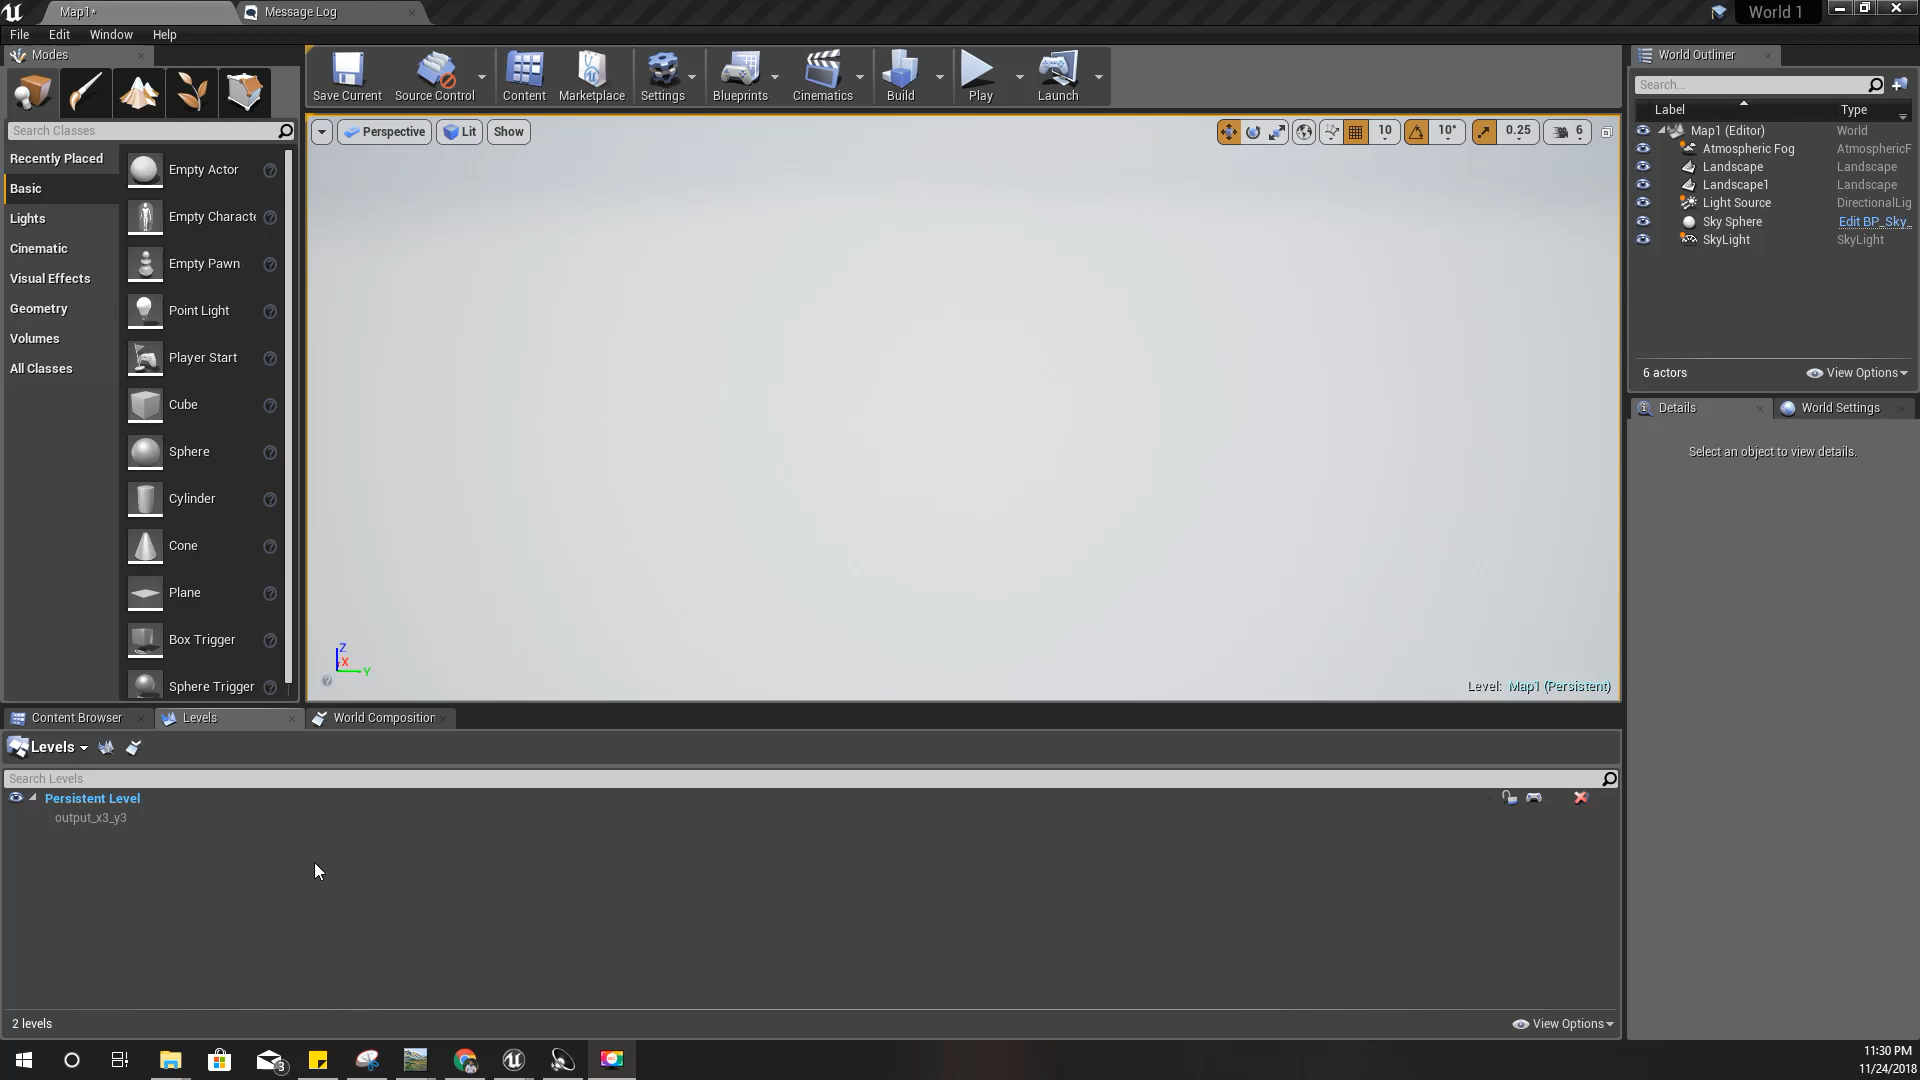 Map1*
Message Log
World 1
File
Edit
Window
Help
Modes
Search Classes
Recently Placed
Basic
Lights
Cinematic
Visual Effects
Geometry
Volumes
All Classes
Empty Actor
Empty Characte
Empty Pawn
Point Light
Player Start
Cube
Sphere
Cylinder
Cone
Plane
Box Trigger
Sphere Trigger
Save Current
Source Control
Content
Marketplace
Settings
Blueprints
Cinematics
Build
Play
Launch
Perspective
Lit
Show
10
10°
0.25
6
Z
X
Y
Level: Map1 (Persistent)
World Outliner
Search...
Label
Type
Map1 (Editor) World
Atmospheric Fog AtmosphericF
Landscape Landscape
Landscape1 Landscape
Light Source DirectionalLig
Sky Sphere Edit BP_Sky_
SkyLight SkyLight
6 actors
View Options
Details
World Settings
Select an object to view details.
Content Browser
Levels
World Composition
Levels
Search Levels
Persistent Level
output_x3_y3
2 levels
View Options
3
11:30 PM
11/24/2018